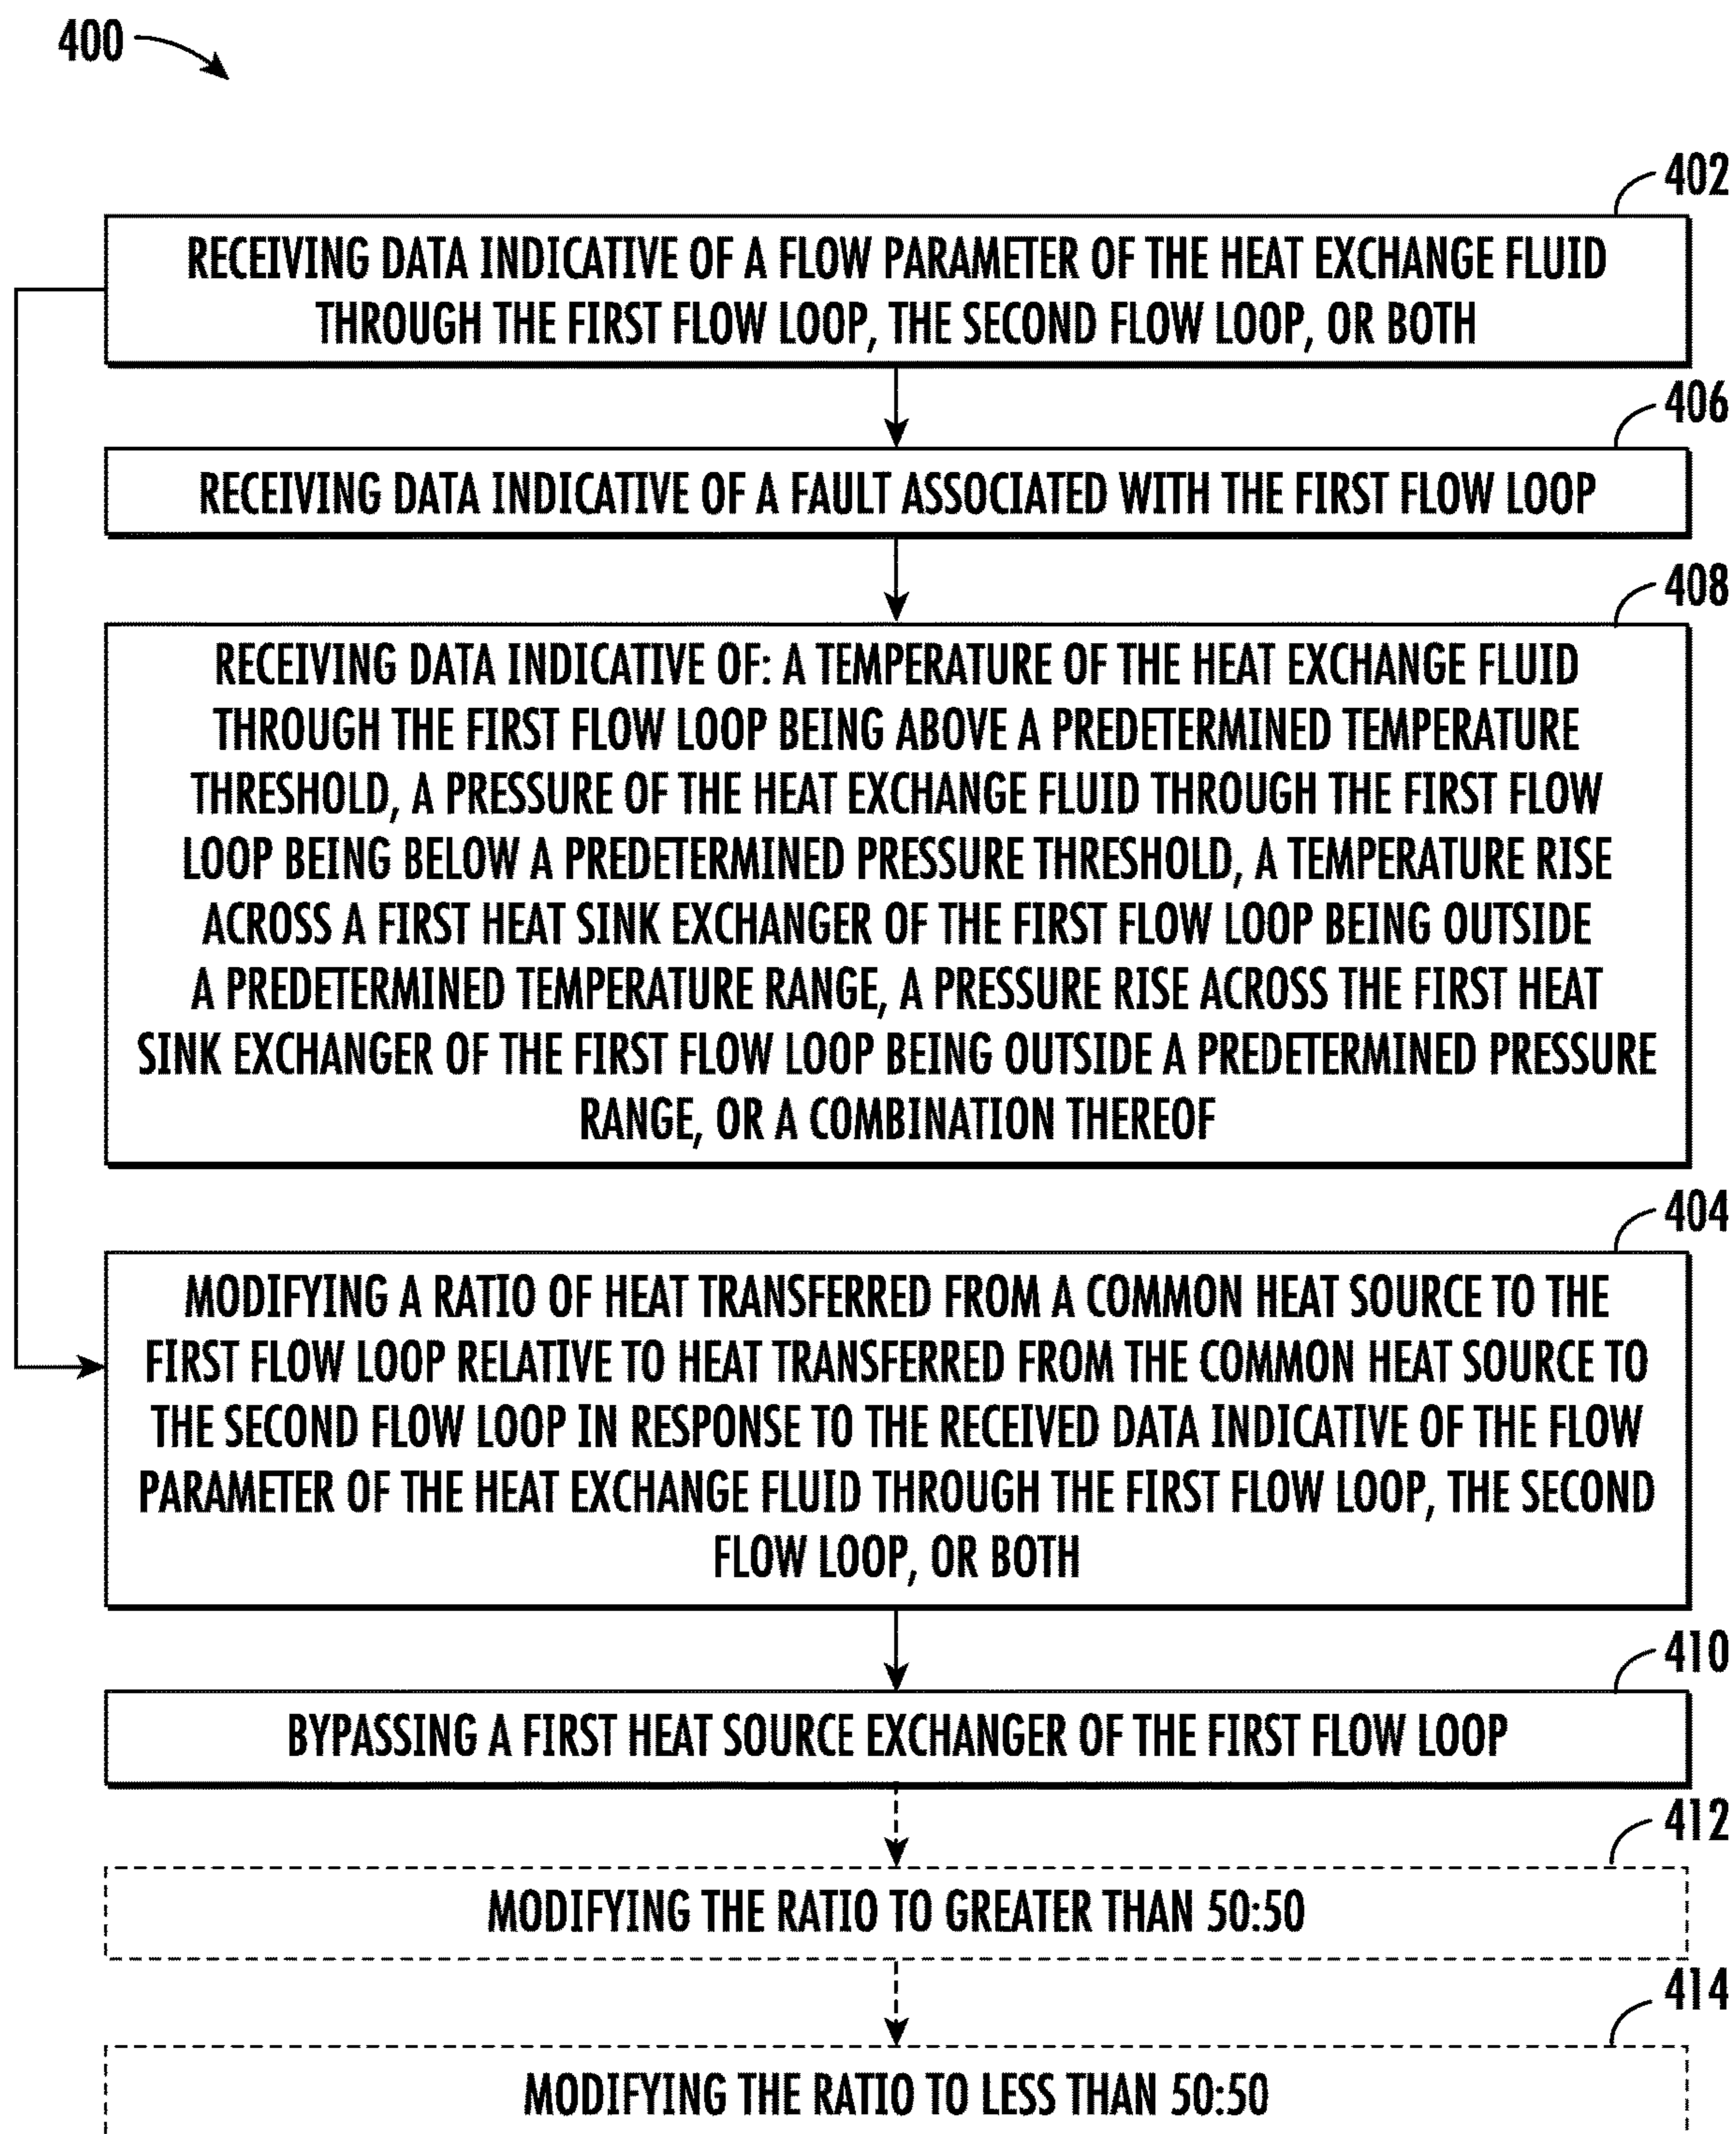 400
402
RECEIVING DATA INDICATIVE OF A FLOW PARAMETER OF THE HEAT EXCHANGE FLUID
THROUGH THE FIRST FLOW LOOP, THE SECOND FLOW LOOP, OR BOTH
406
RECEIVING DATA INDICATIVE OF A FAULT ASSOCIATED WITH THE FIRST FLOW LOOP
408
RECEIVING DATA INDICATIVE OF: A TEMPERATURE OF THE HEAT EXCHANGE FLUID
THROUGH THE FIRST FLOW LOOP BEING ABOVE A PREDETERMINED TEMPERATURE
THRESHOLD, A PRESSURE OF THE HEAT EXCHANGE FLUID THROUGH THE FIRST FLOW
LOOP BEING BELOW A PREDETERMINED PRESSURE THRESHOLD, A TEMPERATURE RISE
ACROSS A FIRST HEAT SINK EXCHANGER OF THE FIRST FLOW LOOP BEING OUTSIDE
A PREDETERMINED TEMPERATURE RANGE, A PRESSURE RISE ACROSS THE FIRST HEAT
SINK EXCHANGER OF THE FIRST FLOW LOOP BEING OUTSIDE A PREDETERMINED PRESSURE
RANGE, OR A COMBINATION THEREOF
404
MODIFYING A RATIO OF HEAT TRANSFERRED FROM A COMMON HEAT SOURCE TO THE
FIRST FLOW LOOP RELATIVE TO HEAT TRANSFERRED FROM THE COMMON HEAT SOURCE TO
THE SECOND FLOW LOOP IN RESPONSE TO THE RECEIVED DATA INDICATIVE OF THE FLOW
PARAMETER OF THE HEAT EXCHANGE FLUID THROUGH THE FIRST FLOW LOOP, THE SECOND
FLOW LOOP, OR BOTH
410
BYPASSING A FIRST HEAT SOURCE EXCHANGER OF THE FIRST FLOW LOOP
412
MODIFYING THE RATIO TO GREATER THAN 50:50
414
MODIFYING THE RATIO TO LESS THAN 50:50